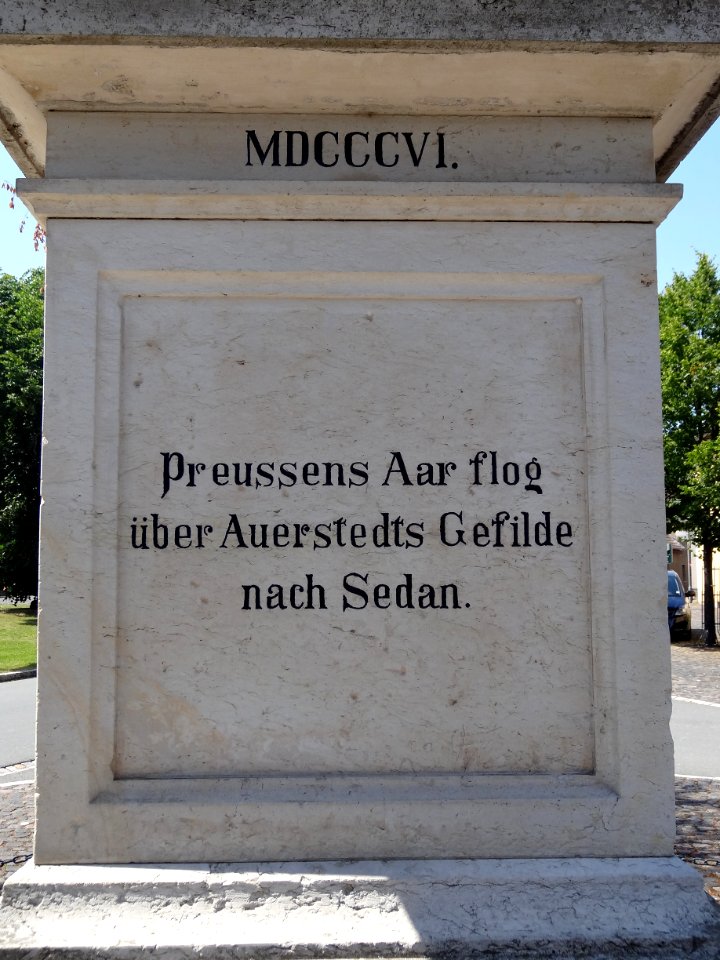 MDCCCVI.
Preussens Aar flog
über Auerstedts Gefilde
nach Sedan.